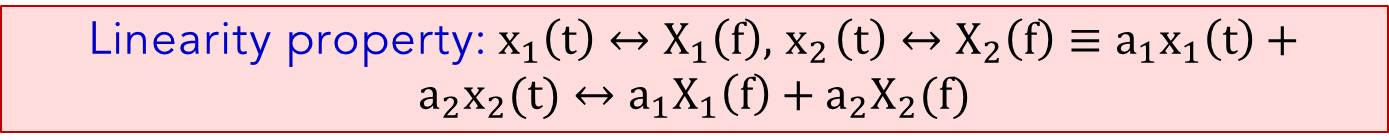 Linearity property: x₁(t) ↔ X₁(f), x₂ (t) ↔ X₂(f) ≡ a₁x₁(t) +
a₂x₂(t) ↔ a₁X₁(f) + a₂X₂(f)